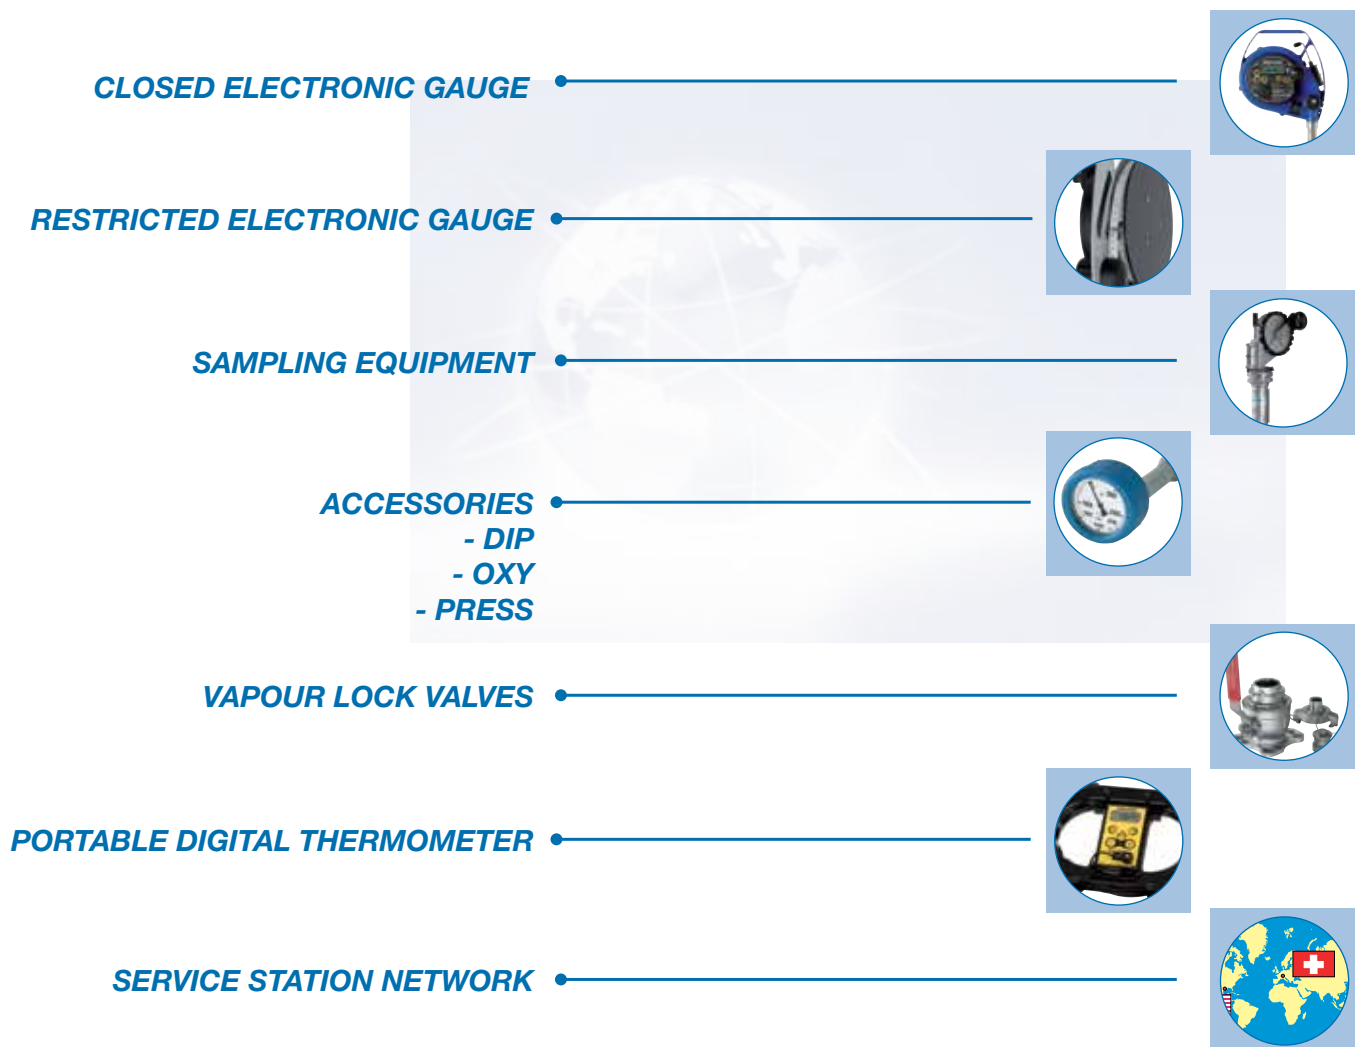 CLOSED ELECTRONIC GAUGE
RESTRICTED ELECTRONIC GAUGE
SAMPLING EQUIPMENT
ACCESSORIES
- DIP
- OXY
- PRESS
VAPOUR LOCK VALVES
PORTABLE DIGITAL THERMOMETER
SERVICE STATION NETWORK